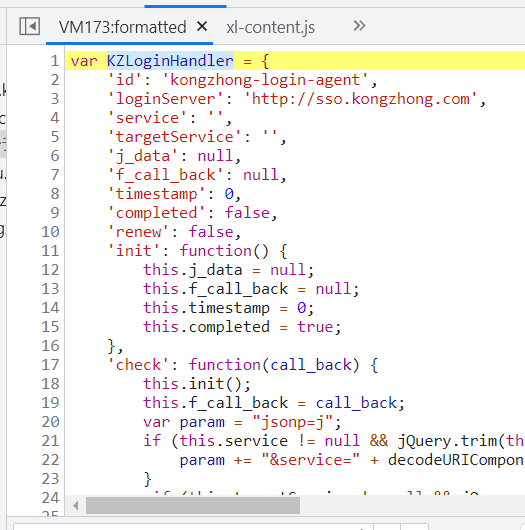 VM173:formatted × xl-content.js »
1 var KZLoginHandler = {
2 'id': 'kongzhong-login-agent',
3 'loginServer': 'http://sso.kongzhong.com',
4 'service': '',
5 'targetService': '',
6 'j_data': null,
7 'f_call_back': null,
8 'timestamp': 0,
9 'completed': false,
10 'renew': false,
11 'init': function() {
12 this.j_data = null;
13 this.f_call_back = null;
14 this.timestamp = 0;
15 this.completed = true;
16 },
17 'check': function(call_back) {
18 this.init();
19 this.f_call_back = call_back;
20 var param = "jsonp=j";
21 if (this.service != null && jQuery.trim(th
22 param += "&service=" + decodeURICompon
23 }
24